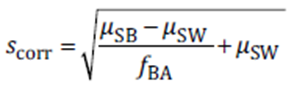 s_corr = √((μ_SB − μ_SW)/f_BA + μ_SW)